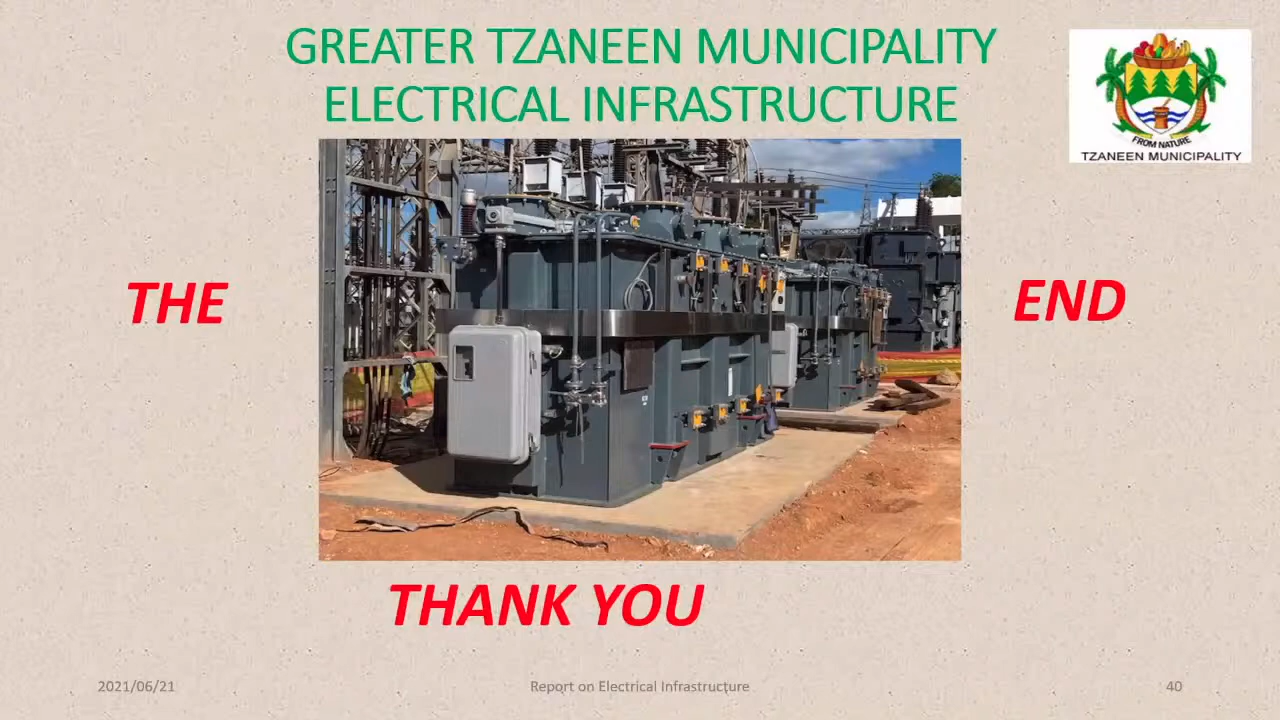 GREATER TZANEEN MUNICIPALITY
ELECTRICAL INFRASTRUCTURE
FROM NATURE
TZANEEN MUNICIPALITY
THE
END
THANK YOU
2021/06/21
Report on Electrical Infrastructure
40